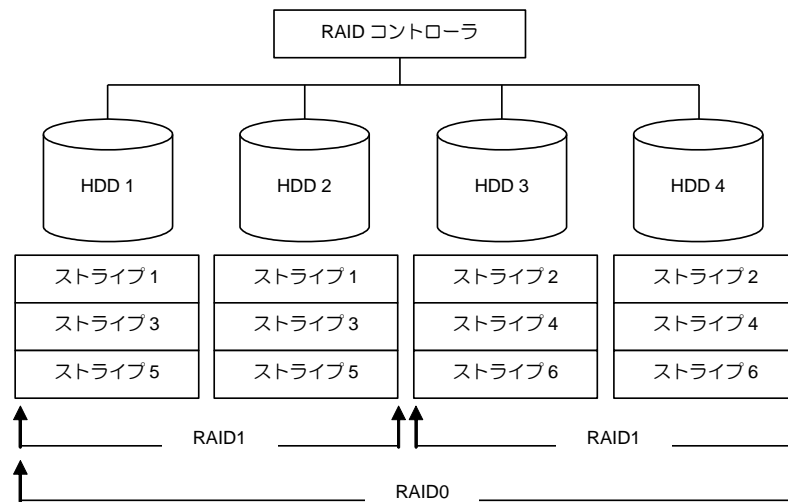 RAID コントローラ
HDD 1
HDD 2
HDD 3
HDD 4
ストライプ 1
ストライプ 1
ストライプ 2
ストライプ 2
ストライプ 3
ストライプ 3
ストライプ 4
ストライプ 4
ストライプ 5
ストライプ 5
ストライプ 6
ストライプ 6
RAID1
RAID1
RAID0